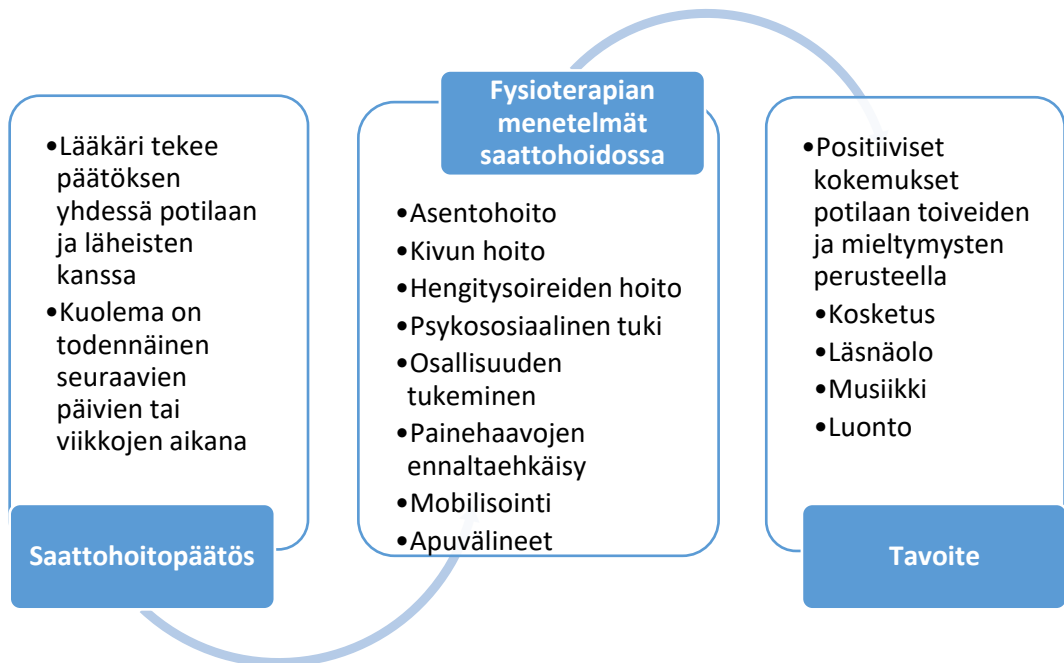 •Lääkäri tekee
päätöksen
yhdessä potilaan
ja läheisten
kanssa
•Kuolema on
todennäinen
seuraavien
päivien tai
viikkojen aikana
Saattohoitopäätös
Fysioterapian
menetelmät
saattohoidossa
•Asentohoito
•Kivun hoito
•Hengitysoireiden hoito
•Psykososiaalinen tuki
•Osallisuuden
tukeminen
•Painehaavojen
ennaltaehkäisy
•Mobilisointi
•Apuvälineet
•Positiiviset
kokemukset
potilaan toiveiden
ja mieltymysten
perusteella
•Kosketus
•Läsnäolo
•Musiikki
•Luonto
Tavoite